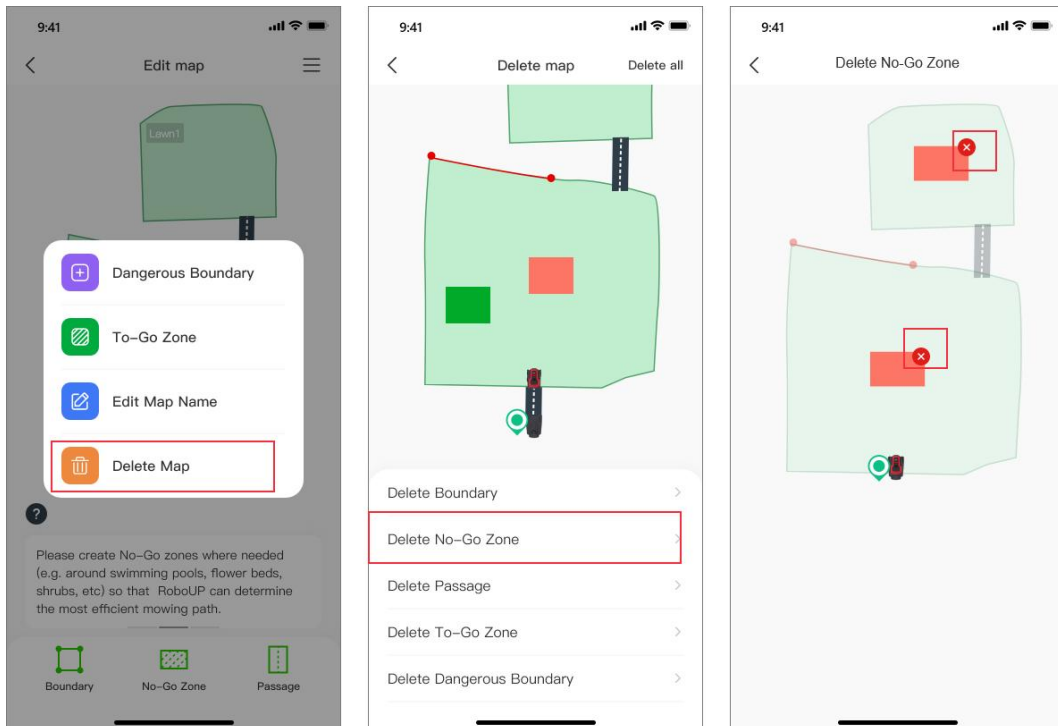 9:41
Edit map
Lawn1
Dangerous Boundary
To-Go Zone
Edit Map Name
Delete Map
?
Please create No-Go zones where needed
(e.g. around swimming pools, flower beds,
shrubs, etc) so that RoboUP can determine
the most efficient mowing path.
Boundary
No-Go Zone
Passage
9:41
Delete map
Delete all
Delete Boundary
Delete No-Go Zone
Delete Passage
Delete To-Go Zone
Delete Dangerous Boundary
9:41
Delete No-Go Zone